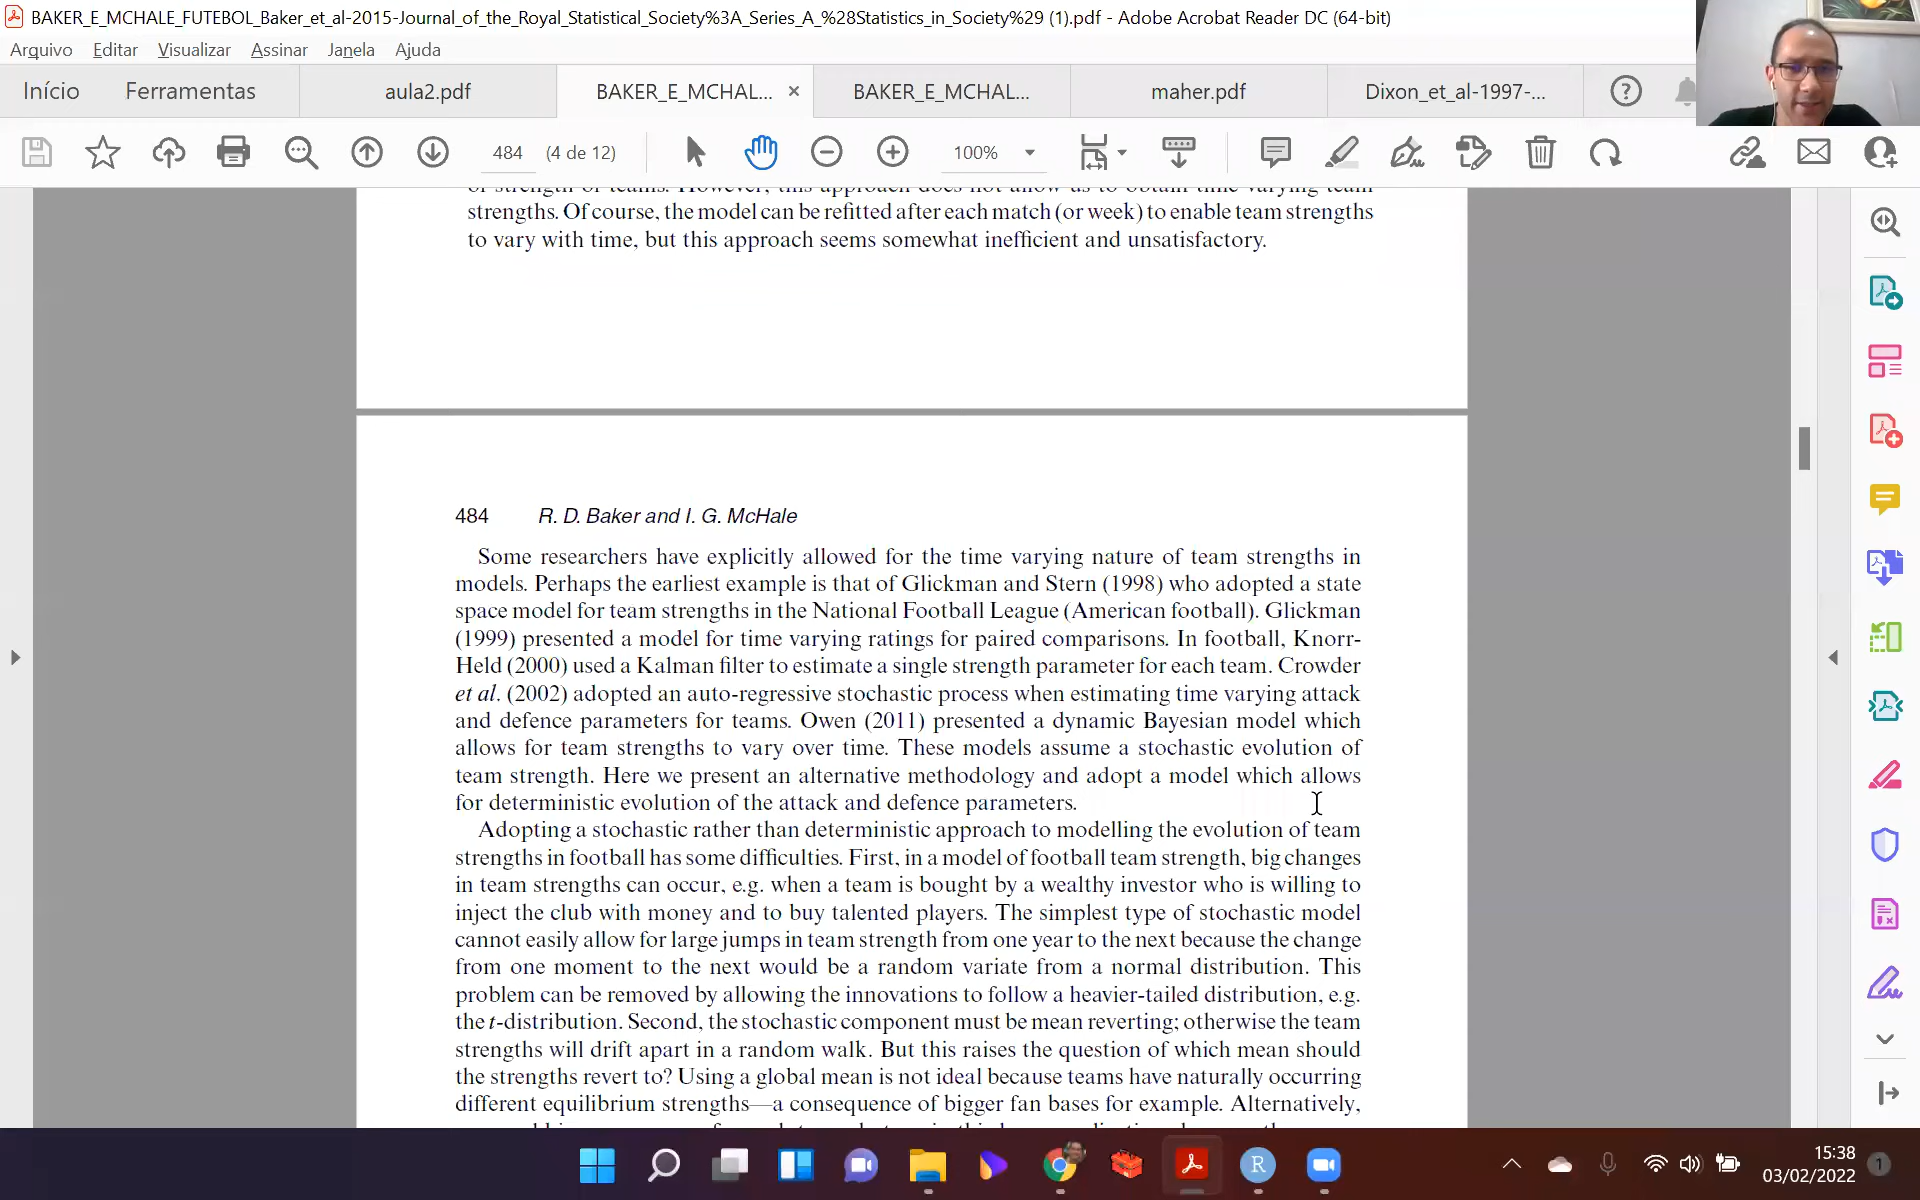 BAKER_E_MCHALE_FUTEBOL_Baker_et_al-2015-Journal_of_the_Royal_Statistical_Society%3A_Series_A_%28Statistics_in_Society%29 (1).pdf - Adobe Acrobat Reader DC (64-bit)
Arquivo Editar Visualizar Assinar Janela Ajuda
Início Ferramentas aula2.pdf BAKER_E_MCHAL... × BAKER_E_MCHAL... maher.pdf Dixon_et_al-1997-...
484 (4 de 12) 100%
of strength of teams. However, this approach does not allow us to obtain time varying team
strengths. Of course, the model can be refitted after each match (or week) to enable team strengths
to vary with time, but this approach seems somewhat inefficient and unsatisfactory.
484 R. D. Baker and I. G. McHale
Some researchers have explicitly allowed for the time varying nature of team strengths in
models. Perhaps the earliest example is that of Glickman and Stern (1998) who adopted a state
space model for team strengths in the National Football League (American football). Glickman
(1999) presented a model for time varying ratings for paired comparisons. In football, Knorr-
Held (2000) used a Kalman filter to estimate a single strength parameter for each team. Crowder
et al. (2002) adopted an auto-regressive stochastic process when estimating time varying attack
and defence parameters for teams. Owen (2011) presented a dynamic Bayesian model which
allows for team strengths to vary over time. These models assume a stochastic evolution of
team strength. Here we present an alternative methodology and adopt a model which allows
for deterministic evolution of the attack and defence parameters.
Adopting a stochastic rather than deterministic approach to modelling the evolution of team
strengths in football has some difficulties. First, in a model of football team strength, big changes
in team strengths can occur, e.g. when a team is bought by a wealthy investor who is willing to
inject the club with money and to buy talented players. The simplest type of stochastic model
cannot easily allow for large jumps in team strength from one year to the next because the change
from one moment to the next would be a random variate from a normal distribution. This
problem can be removed by allowing the innovations to follow a heavier-tailed distribution, e.g.
the t-distribution. Second, the stochastic component must be mean reverting; otherwise the team
strengths will drift apart in a random walk. But this raises the question of which mean should
the strengths revert to? Using a global mean is not ideal because teams have naturally occurring
different equilibrium strengths—a consequence of bigger fan bases for example. Alternatively,
15:38
03/02/2022
1